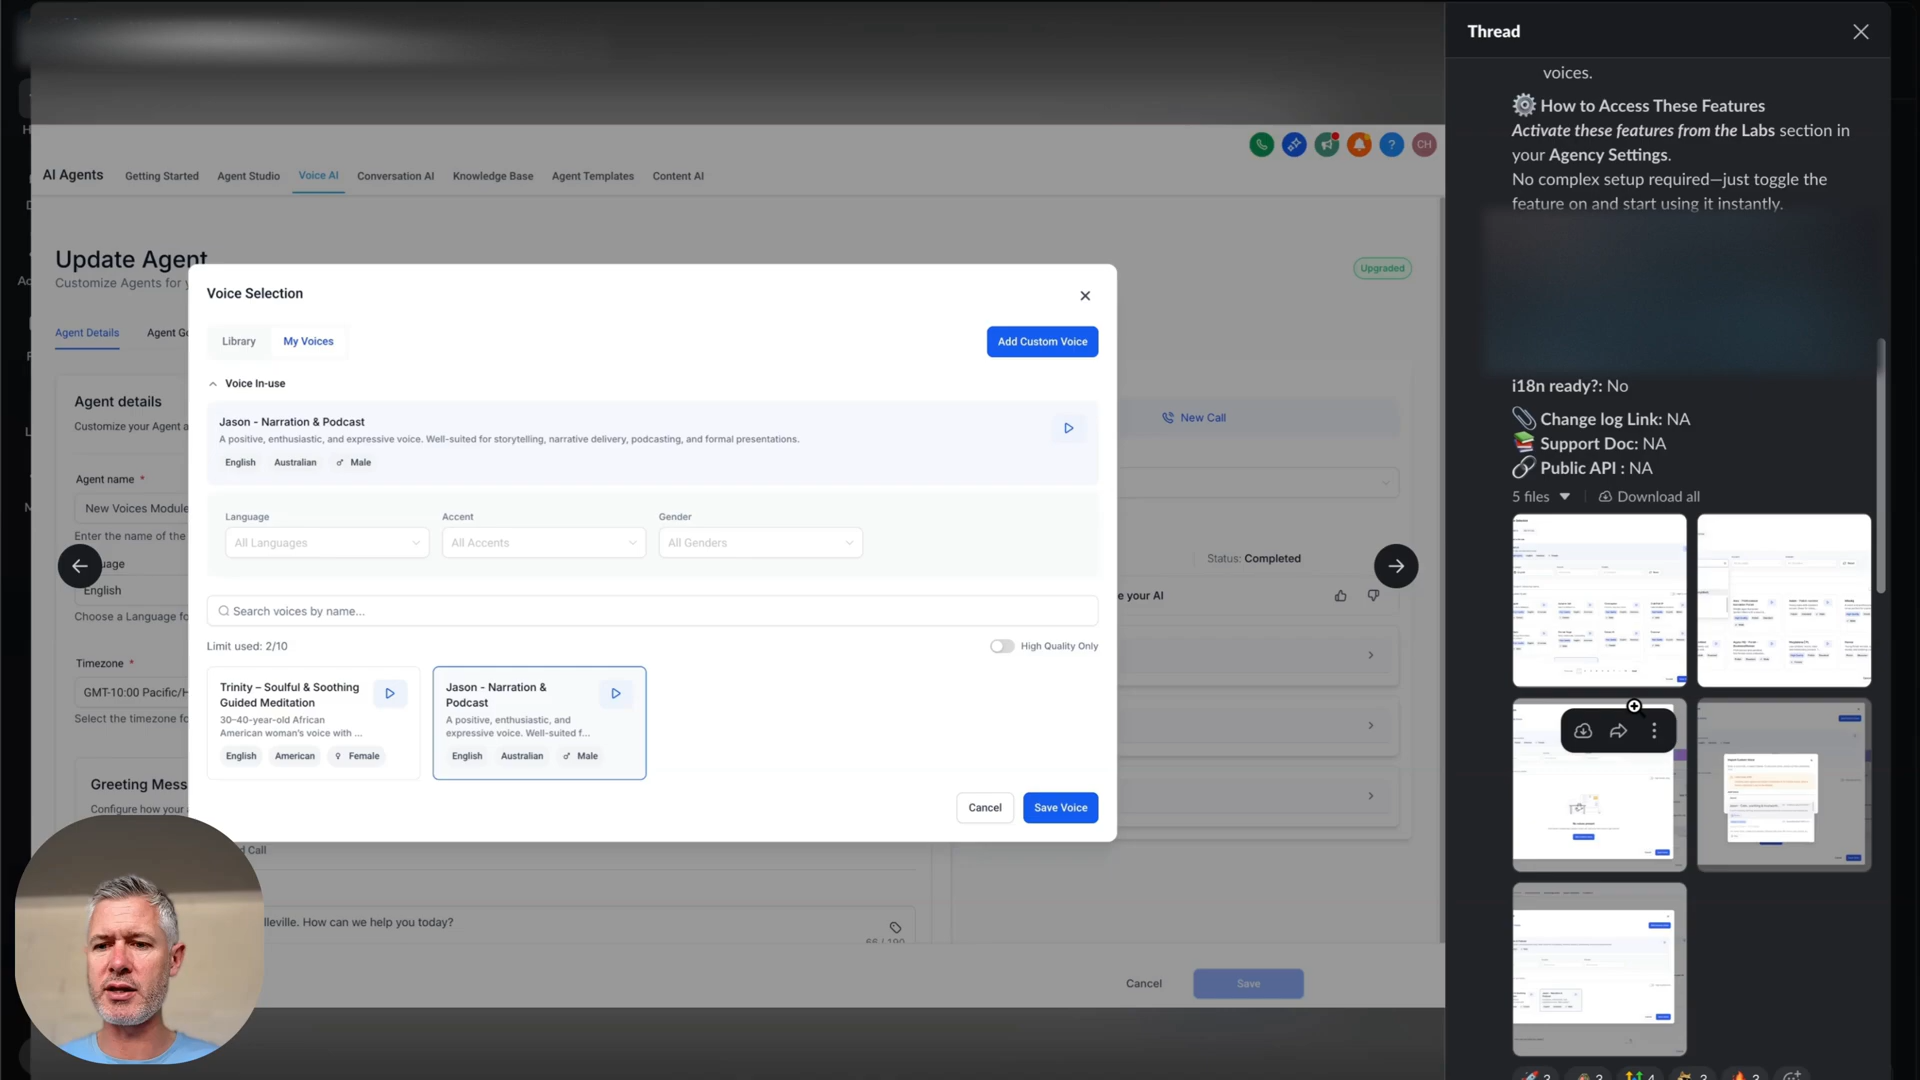 AI Agents
Getting Started
Agent Studio
Voice AI
Conversation AI
Knowledge Base
Agent Templates
Content AI
CH
Update Agent
Customize Agents for
Upgraded
Agent Details
Agent Go
Agent details
Customize your Agent a
Agent name *
New Voices Module
Enter the name of the
uage
English
Choose a Language fo
Timezone *
GMT-10:00 Pacific/H
Select the timezone fo
Greeting Mess
Configure how your
d Call
lleville. How can we help you today?
66 / 190
Voice Selection
Library
My Voices
Add Custom Voice
Voice In-use
Jason - Narration & Podcast
A positive, enthusiastic, and expressive voice. Well-suited for storytelling, narrative delivery, podcasting, and formal presentations.
English
Australian
♂ Male
Language
Accent
Gender
All Languages
All Accents
All Genders
Search voices by name...
Limit used: 2/10
High Quality Only
Trinity – Soulful & Soothing
Guided Meditation
30–40-year-old African
American woman's voice with ...
English
American
♀ Female
Jason - Narration &
Podcast
A positive, enthusiastic, and
expressive voice. Well-suited f...
English
Australian
♂ Male
Cancel
Save Voice
New Call
Status: Completed
e your AI
Cancel
Save
Thread
voices.
How to Access These Features
Activate these features from the Labs section in
your Agency Settings.
No complex setup required—just toggle the
feature on and start using it instantly.
i18n ready?: No
Change log Link: NA
Support Doc: NA
Public API : NA
5 files
Download all